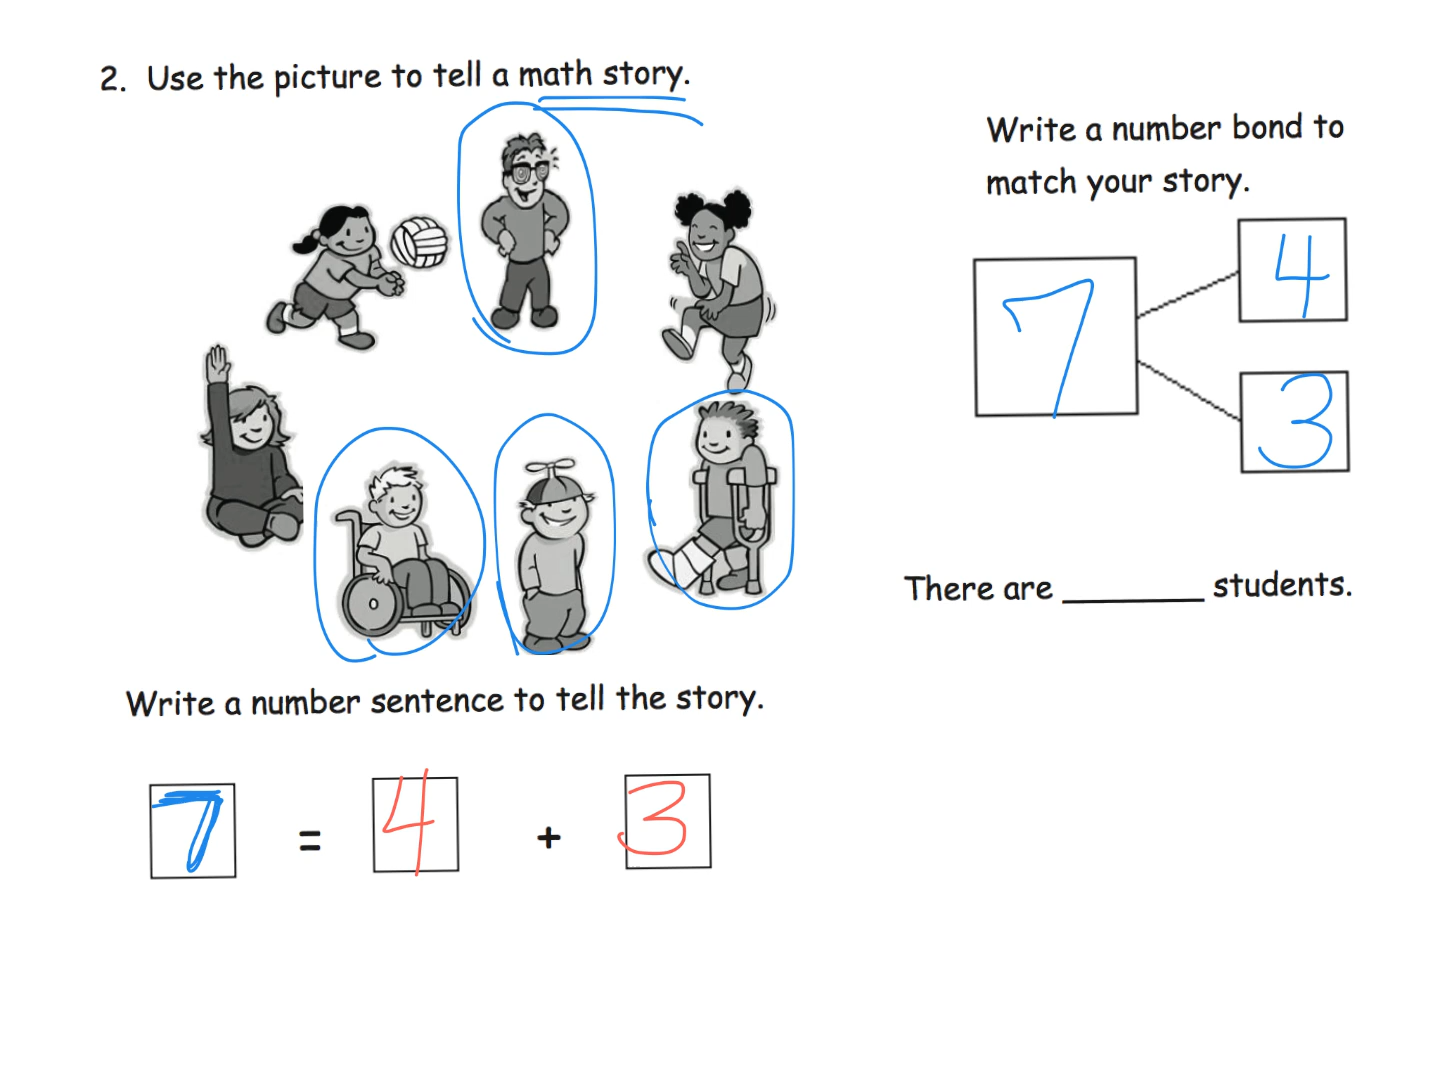 2. Use the picture to tell a math story.
Write a number bond to
match your story.
7
4
3
There are ________ students.
Write a number sentence to tell the story.
7 = 4 + 3